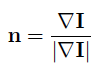 n = ∇I / |∇I|